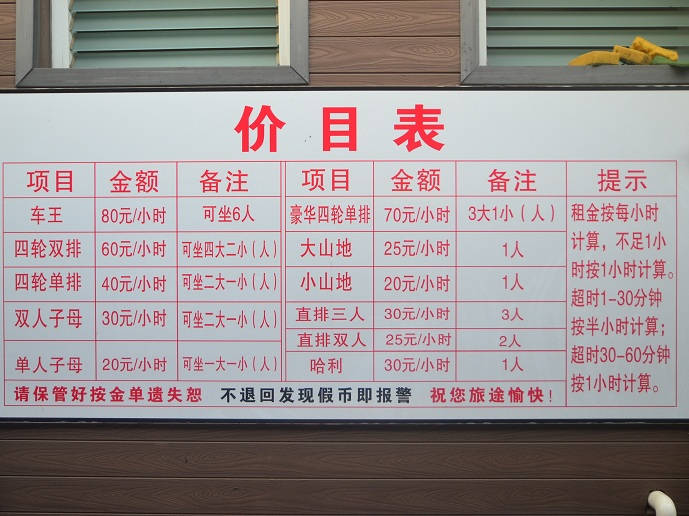 价目表
项目 金额 备注 项目 金额 备注 提示
车王 80元/小时 可坐6人 豪华四轮单排 70元/小时 3大1小（人）
四轮双排 60元/小时 可坐四大二小（人） 大山地 25元/小时 1人
四轮单排 40元/小时 可坐二大一小（人） 小山地 20元/小时 1人
双人子母 30元/小时 可坐二大一小（人） 直排三人 30元/小时 3人
直排双人 25元/小时 2人
单人子母 20元/小时 可坐一大一小（人） 哈利 30元/小时 1人
租金按每小时
计算，不足1小
时按1小时计算。
超时1-30分钟
按半小时计算；
超时30-60分钟
按1小时计算。
请保管好按金单遗失恕 不退回发现假币即报警 祝您旅途愉快！